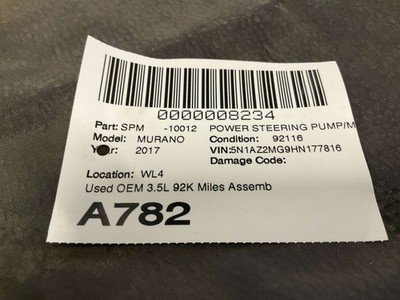 0000008234
Part: SPM -10012 POWER STEERING PUMP/M
Model: MURANO Condition: 92116
Year: 2017 VIN:5N1AZ2MG9HN177816
Damage Code:
Location: WL4
Used OEM 3.5L 92K Miles Assemb
A782